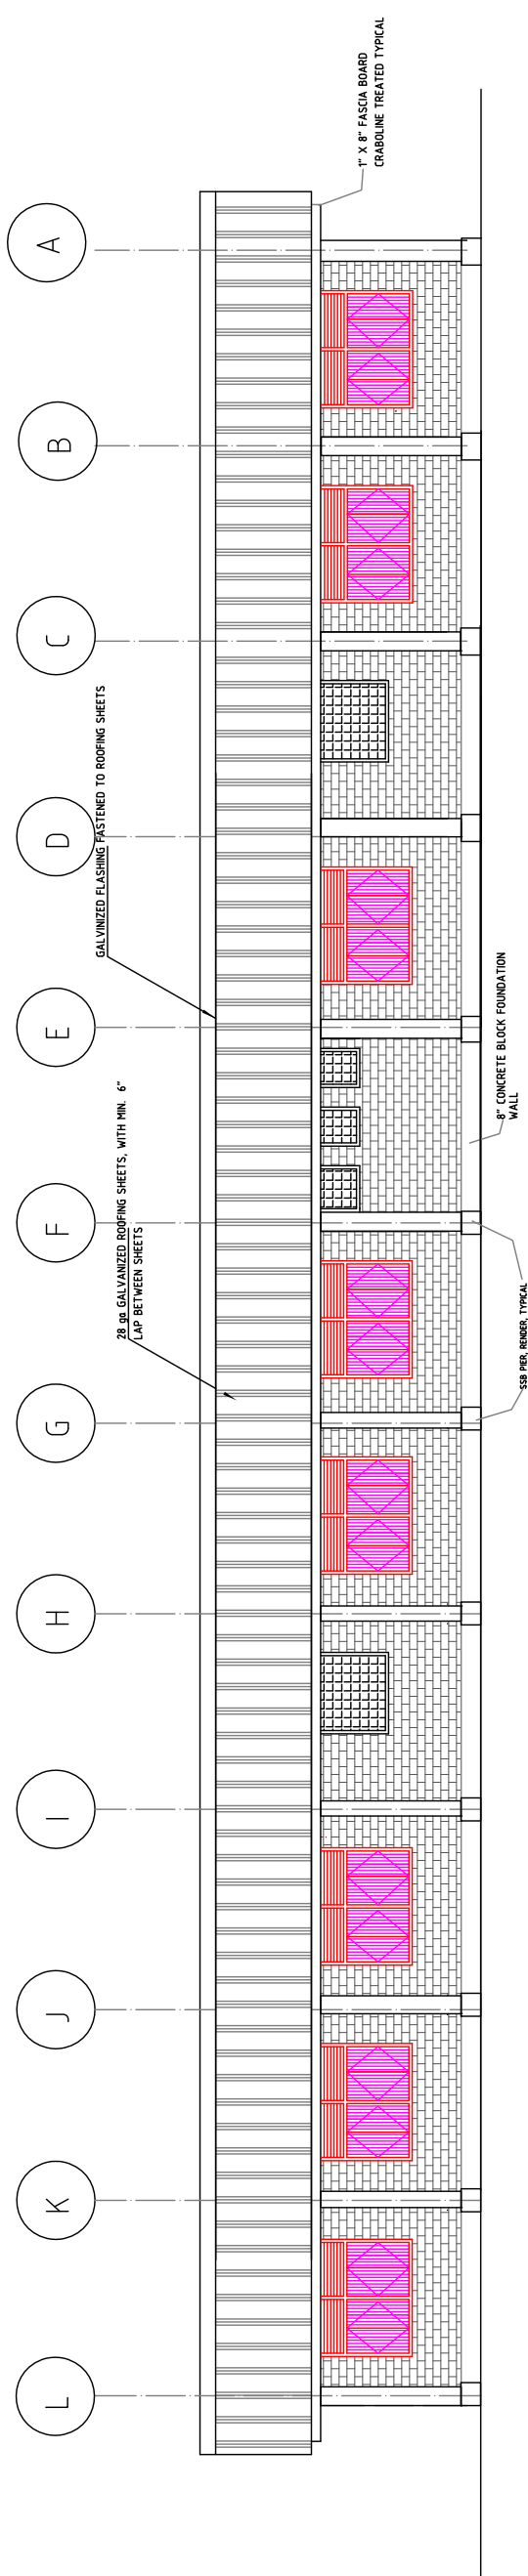 L
K
J
I
H
G
F
E
D
C
B
A
28 ga GALVANIZED ROOFING SHEETS, WITH MIN. 6"
LAP BETWEEN SHEETS
GALVINIZED FLASHING FASTENED TO ROOFING SHEETS
1" X 8" FASCIA BOARD
CRABOLINE TREATED TYPICAL
SSB PIER, RENDER, TYPICAL
8" CONCRETE BLOCK FOUNDATION
WALL